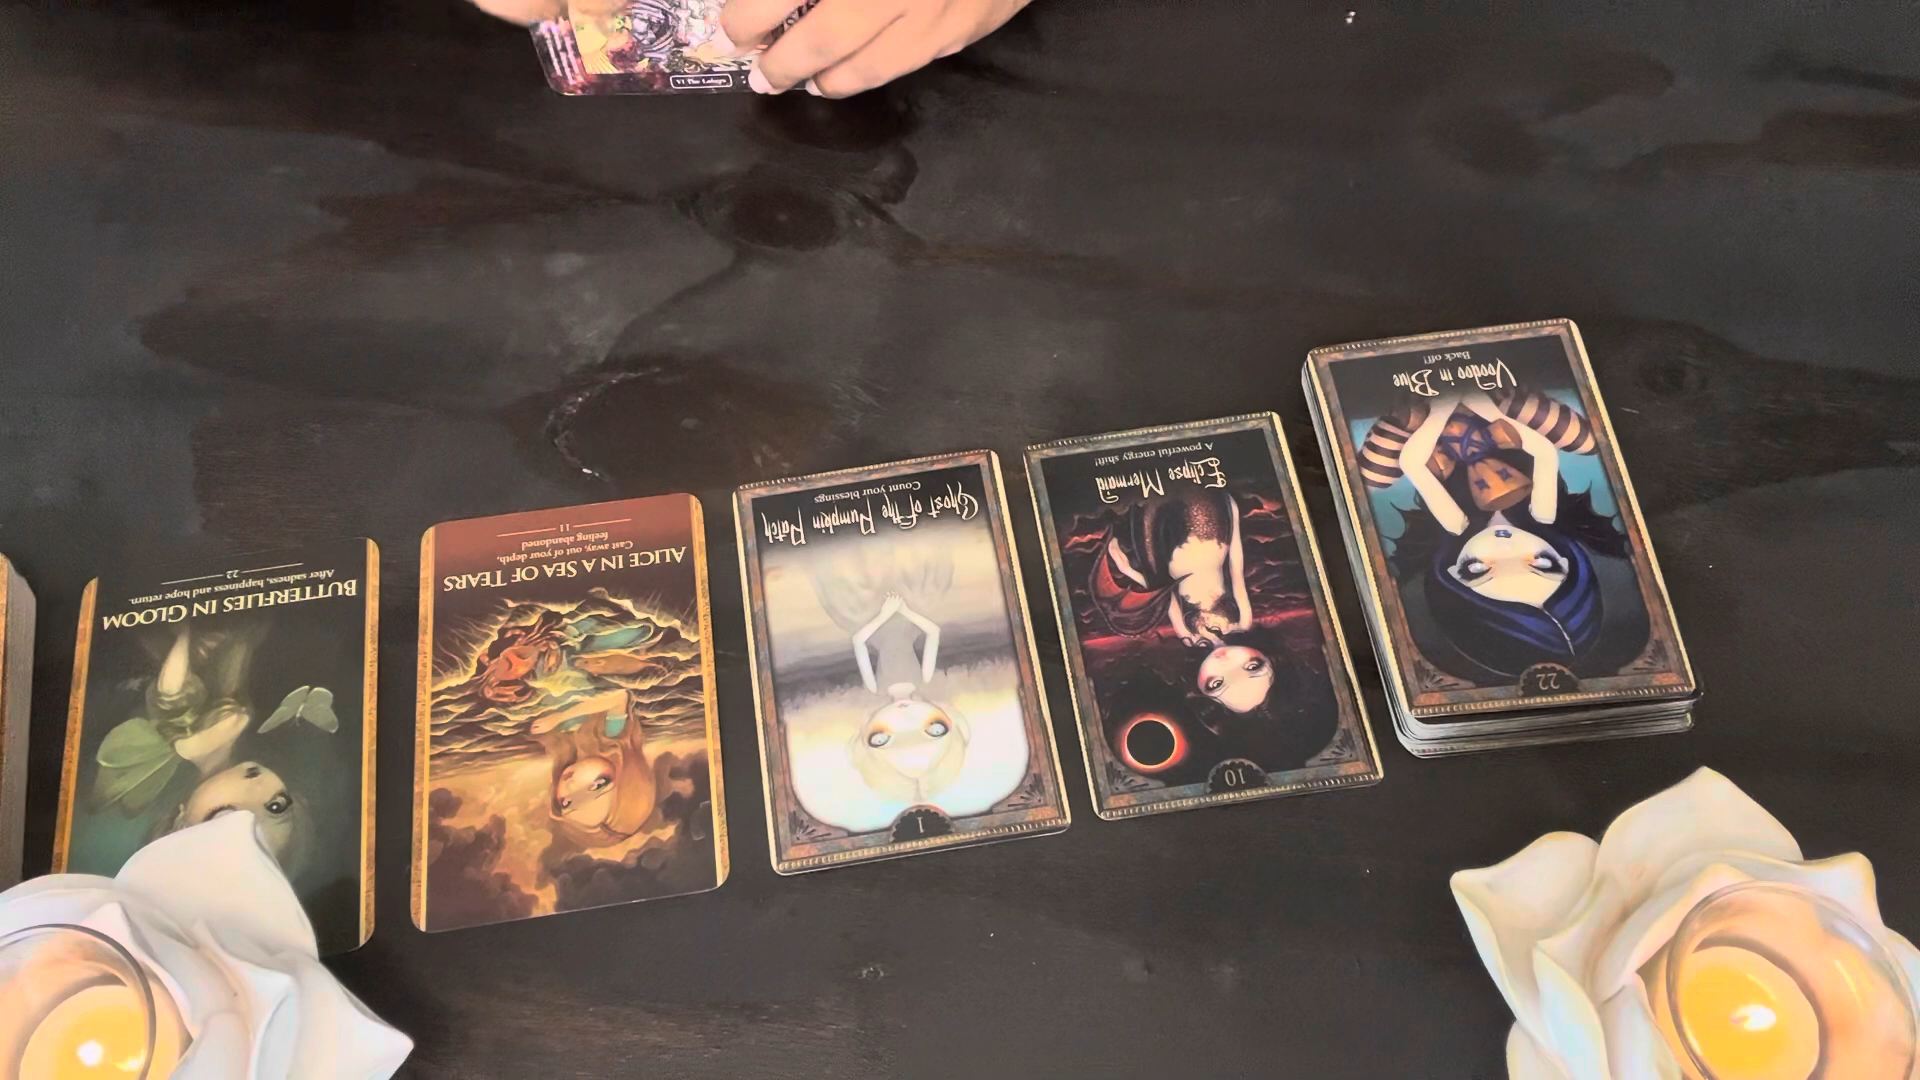 VI The Lovers
BUTTERFLIES IN GLOOM
After sadness, happiness and hope return.
22
ALICE IN A SEA OF TEARS
Cast away, out of your depth,
feeling abandoned
11
Ghost of the Pumpkin Patch
Count your blessings
1
Eclipse Mermaid
A powerful energy shift!
10
Voodoo in Blue
Back off!
22